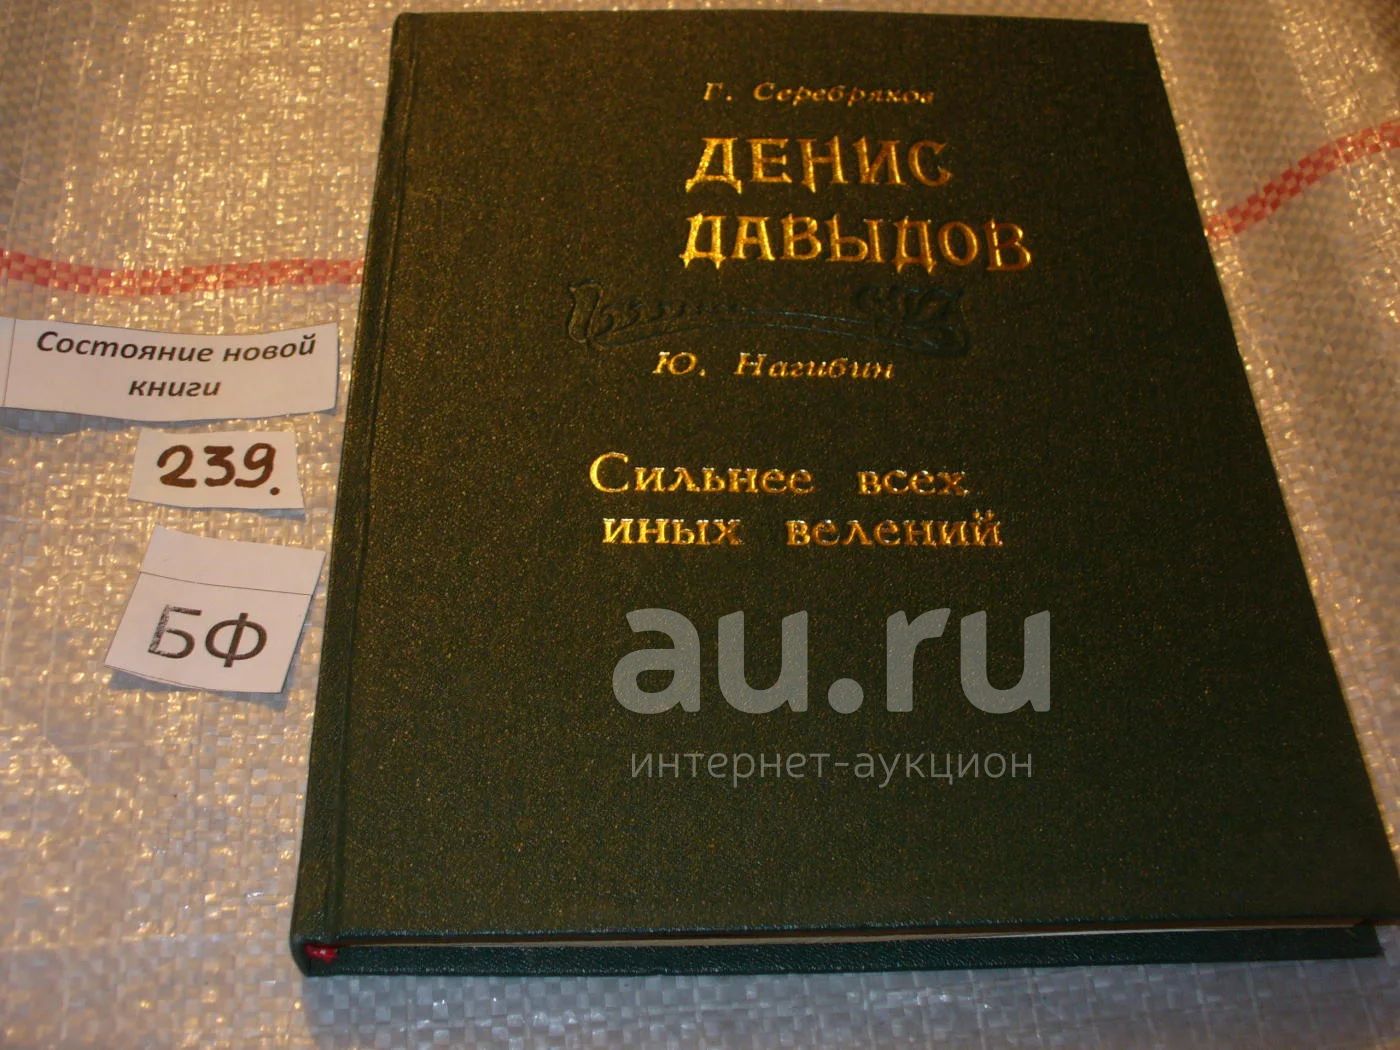 Г. Серебряков
ДЕНИС
ДАВЫДОВ
Ю. Нагибин
Сильнее всех
иных велений
Состояние новой
книги
239.
БФ
au.ru
интернет-аукцион